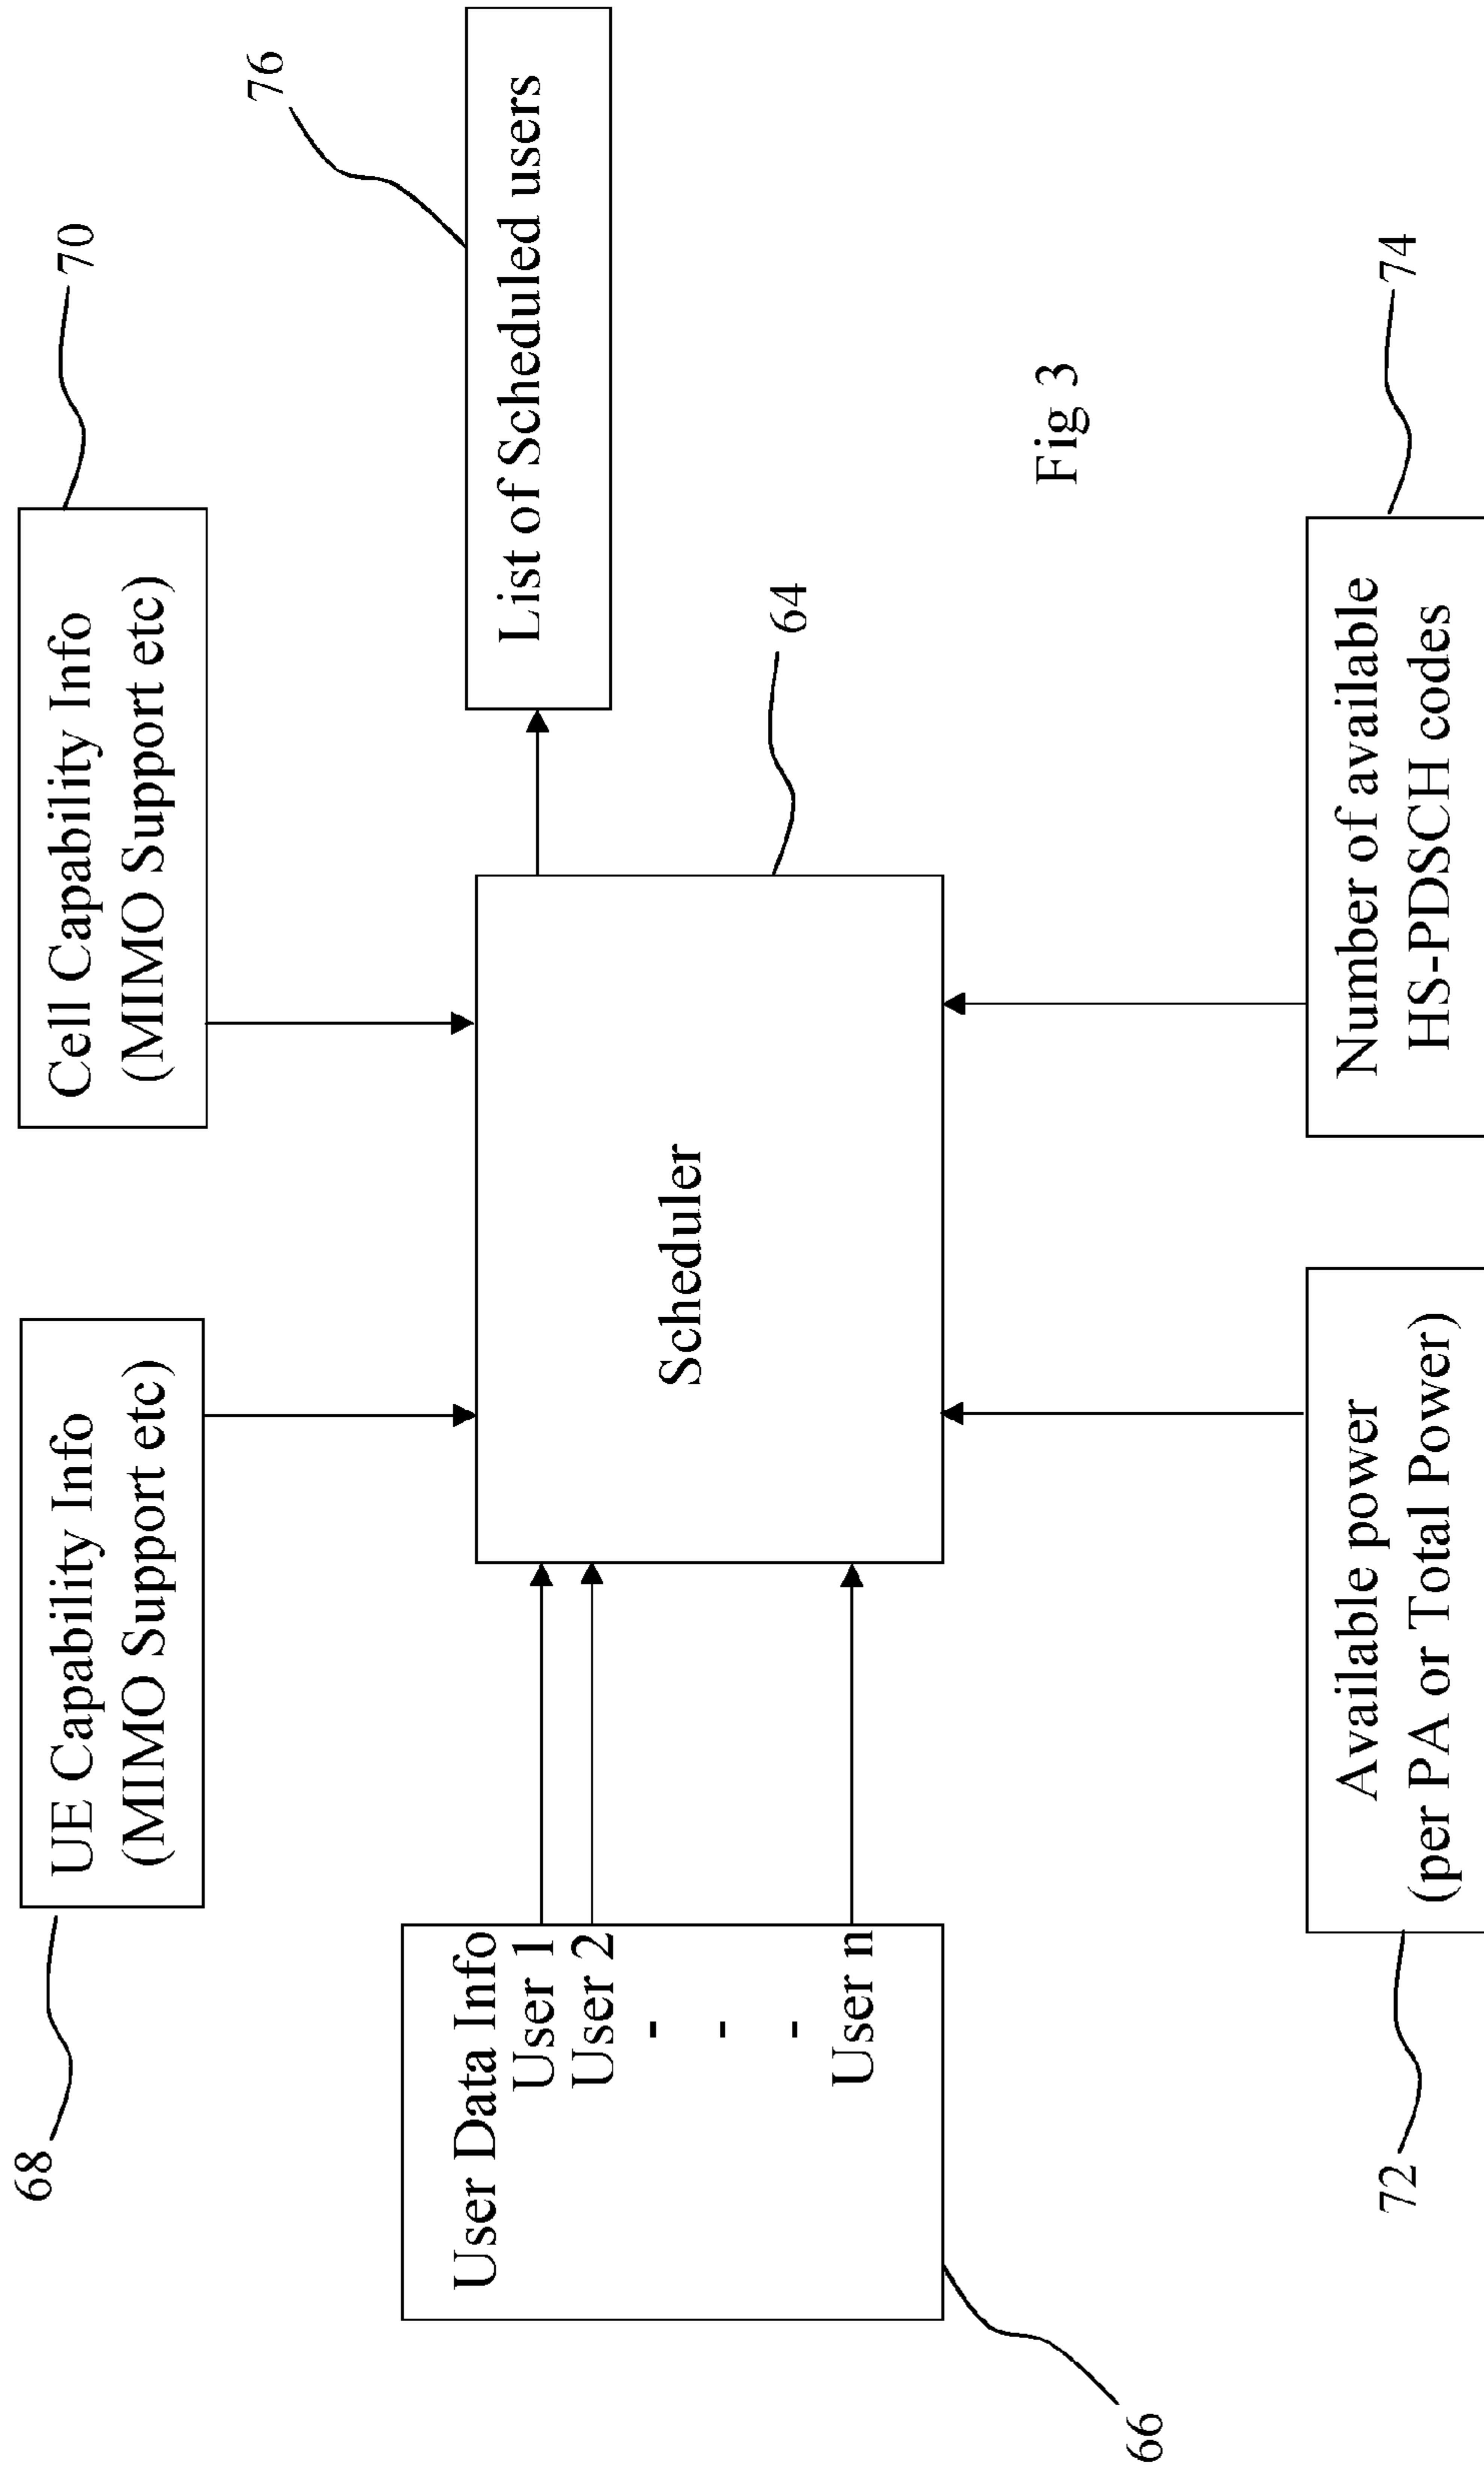 68
UE Capability Info
(MIMO Support etc)
70
Cell Capability Info
(MIMO Support etc)
76
List of Scheduled users
User Data Info
User 1
User 2
-
-
-
User n
66
Scheduler
64
Fig 3
72
Available power
(per PA or Total Power)
74
Number of available
HS-PDSCH codes